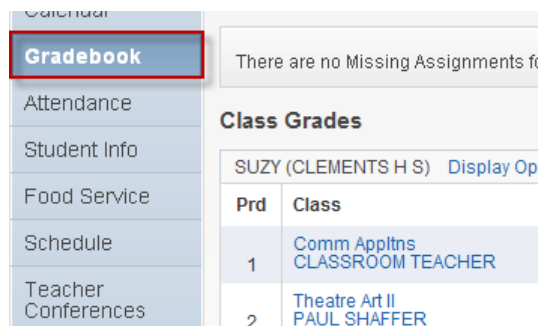 Calendar
Gradebook
Attendance
Student Info
Food Service
Schedule
Teacher
Conferences
There are no Missing Assignments fo
Class Grades
SUZY (CLEMENTS H S) Display Op
Prd Class
1 Comm Appltns
CLASSROOM TEACHER
2 Theatre Art II
PAUL SHAFFER